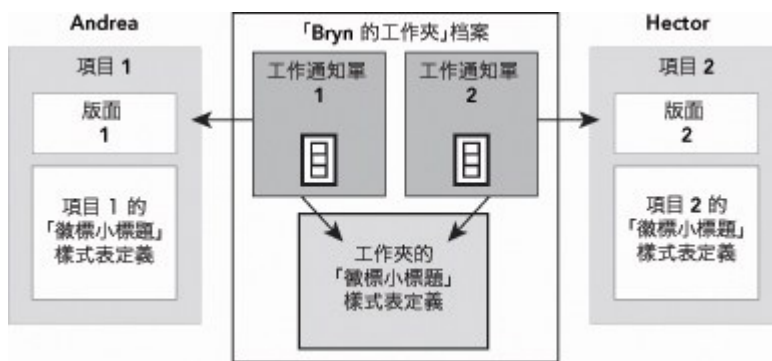 Andrea
項目 1
版面
1
項目 1 的
「徽標小標題」
樣式表定義
「Bryn 的工作夾」档案
工作通知單
1
工作通知單
2
工作夾的
「徽標小標題」
樣式表定義
Hector
項目 2
版面
2
項目 2 的
「徽標小標題」
樣式表定義